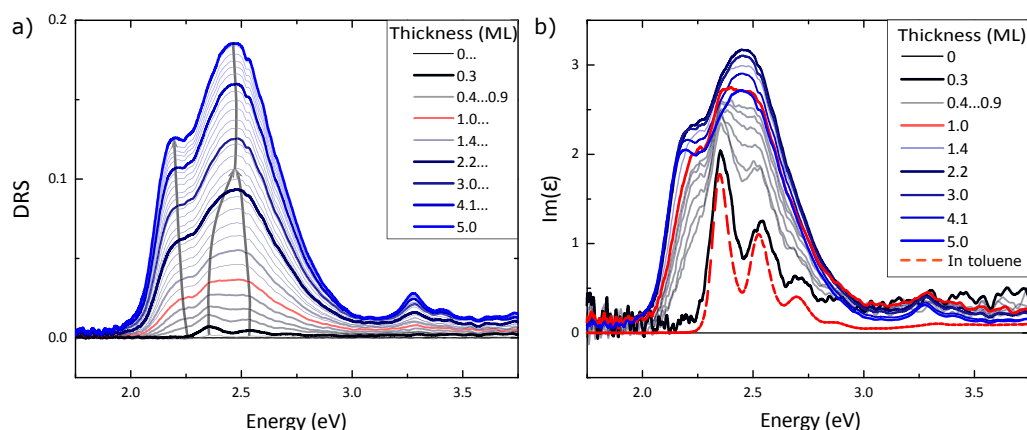 a)
DRS
0.2
0.1
0.0
2.0 2.5 3.0 3.5
Energy (eV)
Thickness (ML)
0...
0.3
0.4...0.9
1.0...
1.4...
2.2...
3.0...
4.1...
5.0
b)
Im(ε)
3
2
1
0
2.0 2.5 3.0 3.5
Energy (eV)
Thickness (ML)
0
0.3
0.4...0.9
1.0
1.4
2.2
3.0
4.1
5.0
In toluene